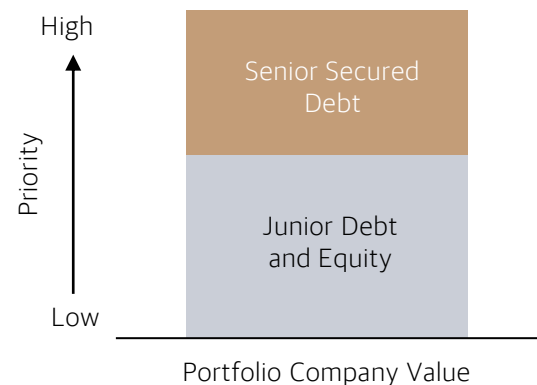 High
Senior Secured
Debt
Priority
Junior Debt
and Equity
Low
Portfolio Company Value